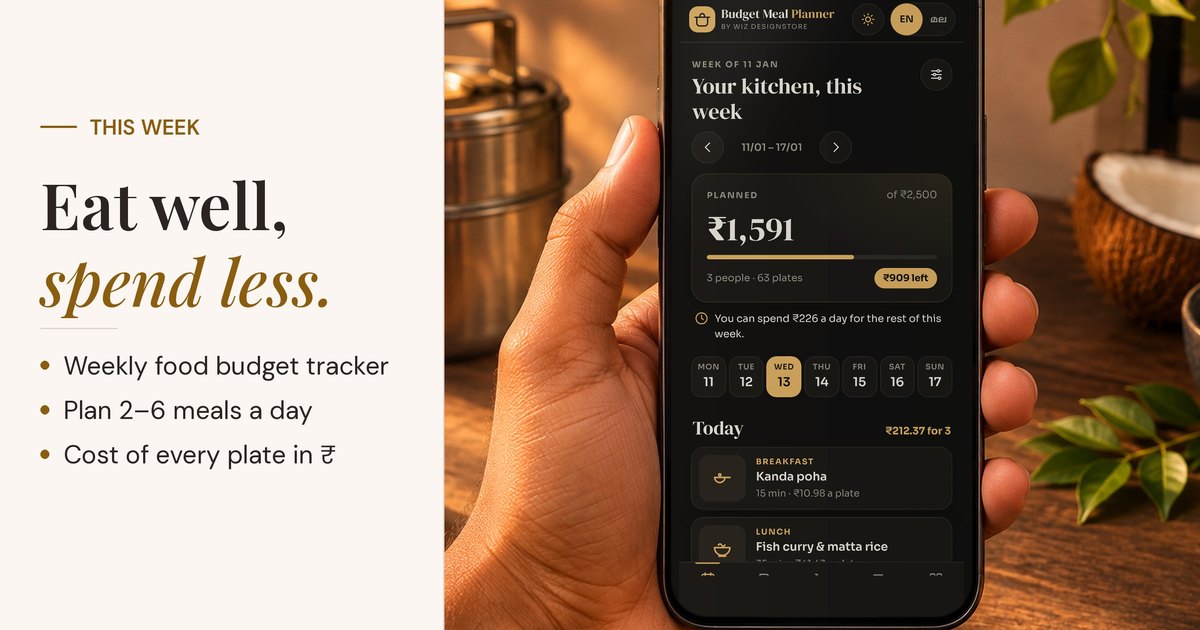 THIS WEEK
Eat well,
spend less.
Weekly food budget tracker
Plan 2–6 meals a day
Cost of every plate in ₹
Budget Meal Planner
BY WIZ DESIGNSTORE
EN
മല
WEEK OF 11 JAN
Your kitchen, this
week
11/01 – 17/01
PLANNED
of ₹2,500
₹1,591
3 people · 63 plates
₹909 left
You can spend ₹226 a day for the rest of this
week.
MON TUE WED THU FRI SAT SUN
11 12 13 14 15 16 17
Today
₹212.37 for 3
BREAKFAST
Kanda poha
15 min · ₹10.98 a plate
LUNCH
Fish curry & matta rice